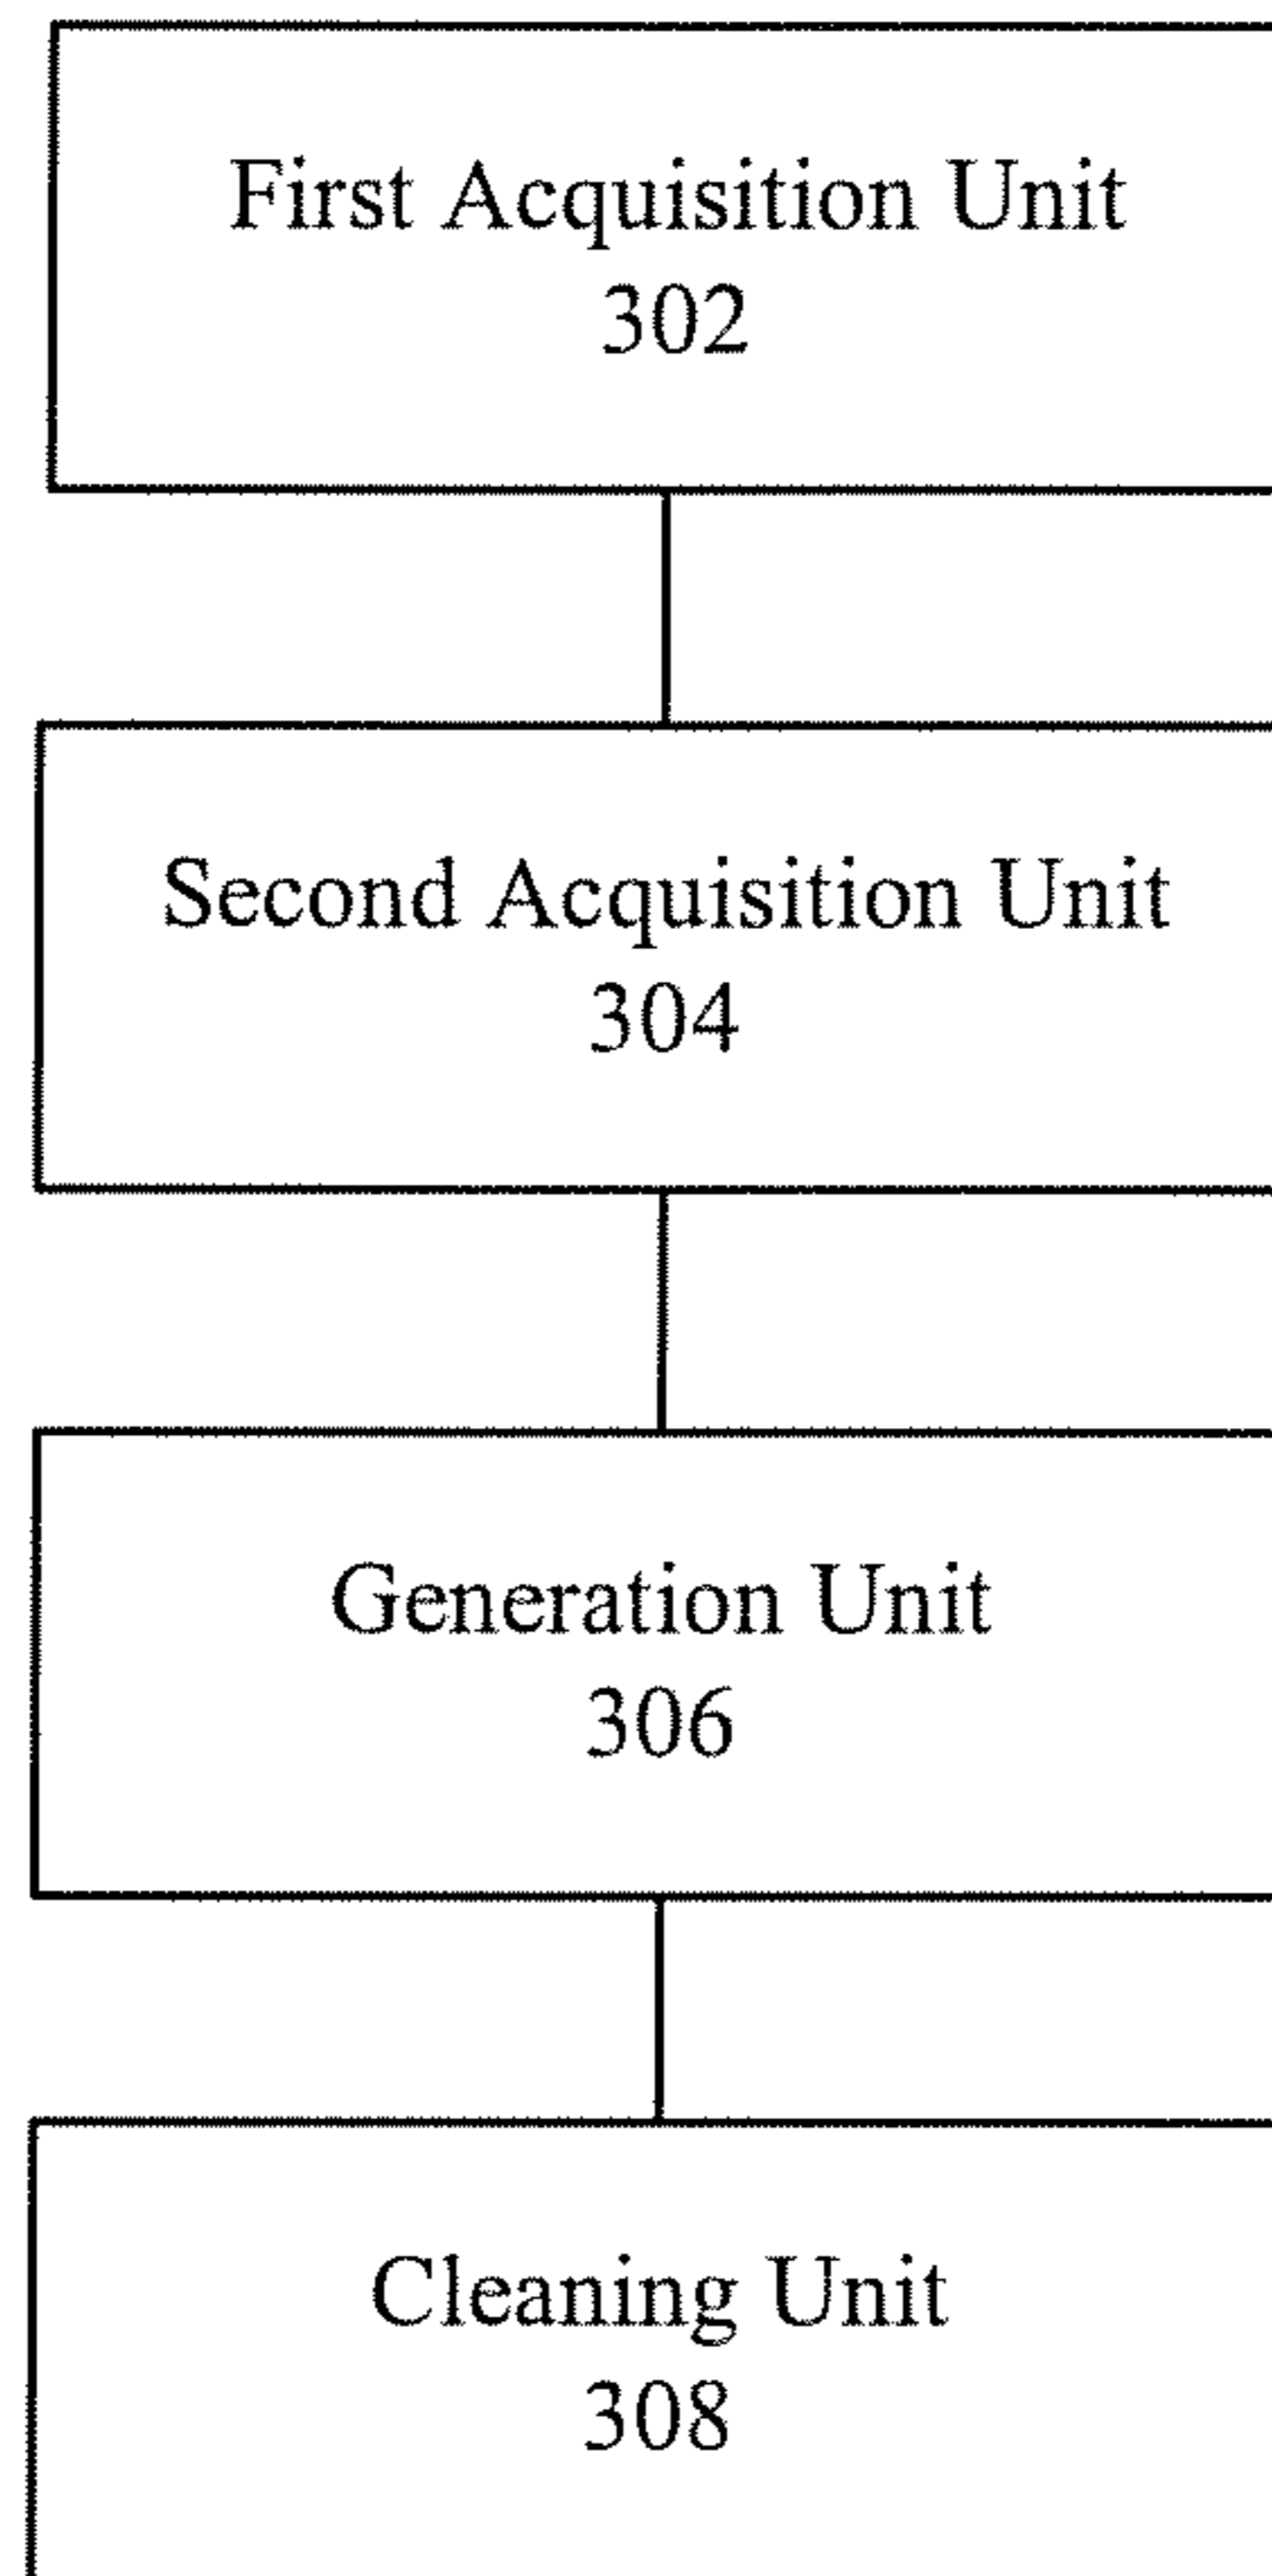 First Acquisition Unit
302
Second Acquisition Unit
304
Generation Unit
306
Cleaning Unit
308